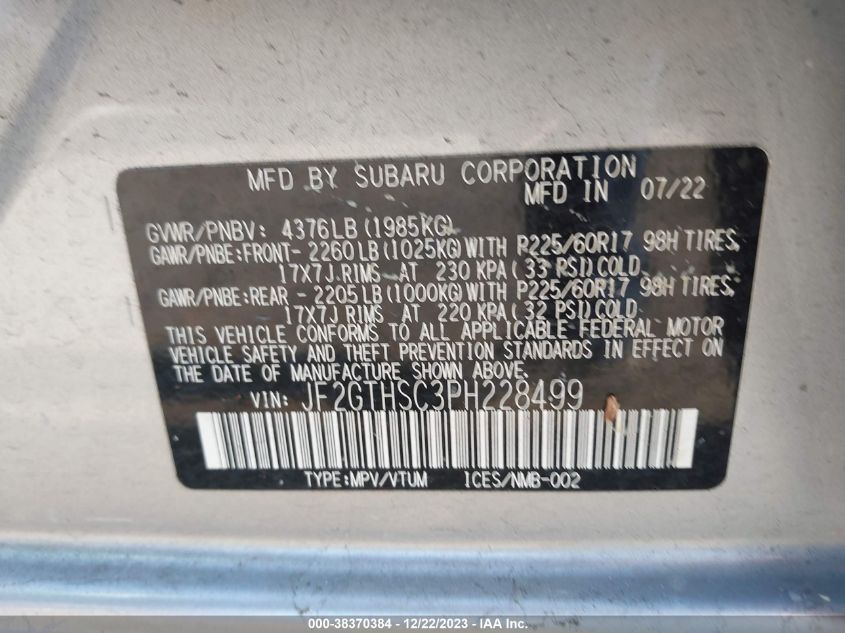 MFD BY SUBARU CORPORATION
MFD IN 07/22
GVWR/PNBV: 4376LB(1985KG)
GAWR/PNBE:FRONT- 2260LB(1025KG)WITH P225/60R17 98H TIRES,
17X7J RIMS AT 230 KPA( 33 PSI)COLD
GAWR/PNBE:REAR - 2205LB(1000KG)WITH P225/60R17 98H TIRES,
17X7J RIMS AT 220 KPA( 32 PSI)COLD.
THIS VEHICLE CONFORMS TO ALL APPLICABLE FEDERAL MOTOR
VEHICLE SAFETY AND THEFT PREVENTION STANDARDS IN EFFECT ON
THE DATE OF MANUFACTURE SHOWN ABOVE.
VIN: JF2GTHSC3PH228499
TYPE:MPV/VTUM ICES/NMB-002
000-38370384 - 12/22/2023 - IAA Inc.